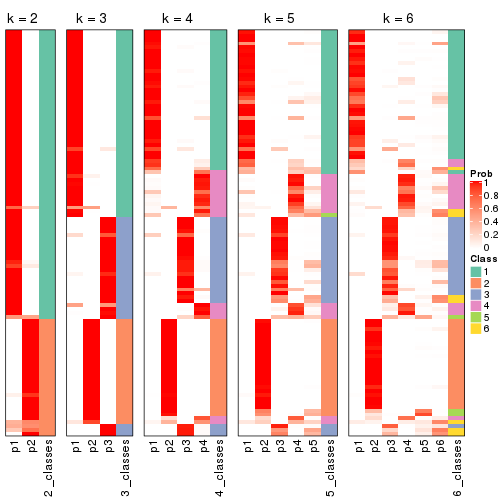 k = 2
k = 3
k = 4
k = 5
k = 6
p1
p2
2_classes
p1
p2
p3
3_classes
p1
p2
p3
p4
4_classes
p1
p2
p3
p4
p5
5_classes
p1
p2
p3
p4
p5
p6
6_classes
Prob
1
0.8
0.6
0.4
0.2
0
Class
1
2
3
4
5
6